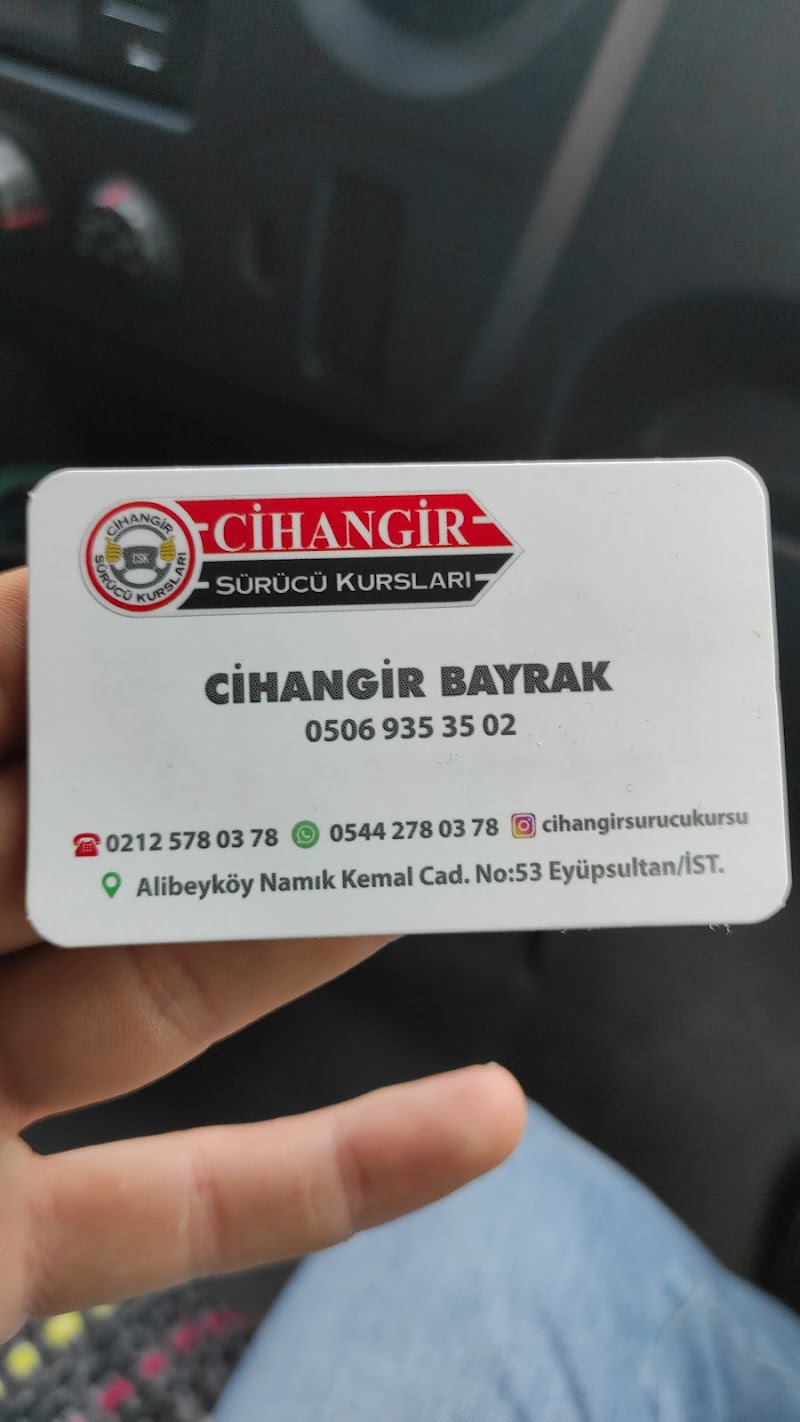 CİHANGİR
SÜRÜCÜ KURSLARI
CSK
CİHANGİR
SÜRÜCÜ KURSLARI
CİHANGİR BAYRAK
0506 935 35 02
0212 578 03 78 0544 278 03 78 cihangirsurucukursu
Alibeyköy Namık Kemal Cad. No:53 Eyüpsultan/İST.